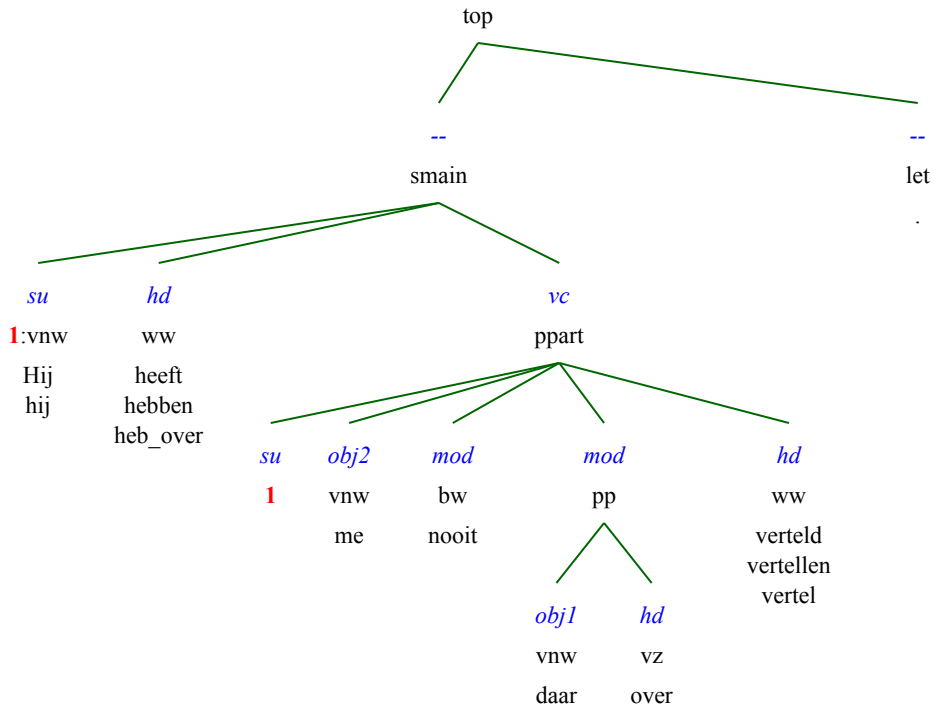 top
-- --
smain let
.
su hd vc
1:vnw ww ppart
Hij heeft
hij hebben
heb_over
su obj2 mod mod hd
1 vnw bw pp ww
me nooit verteld
vertellen
vertel
obj1 hd
vnw vz
daar over